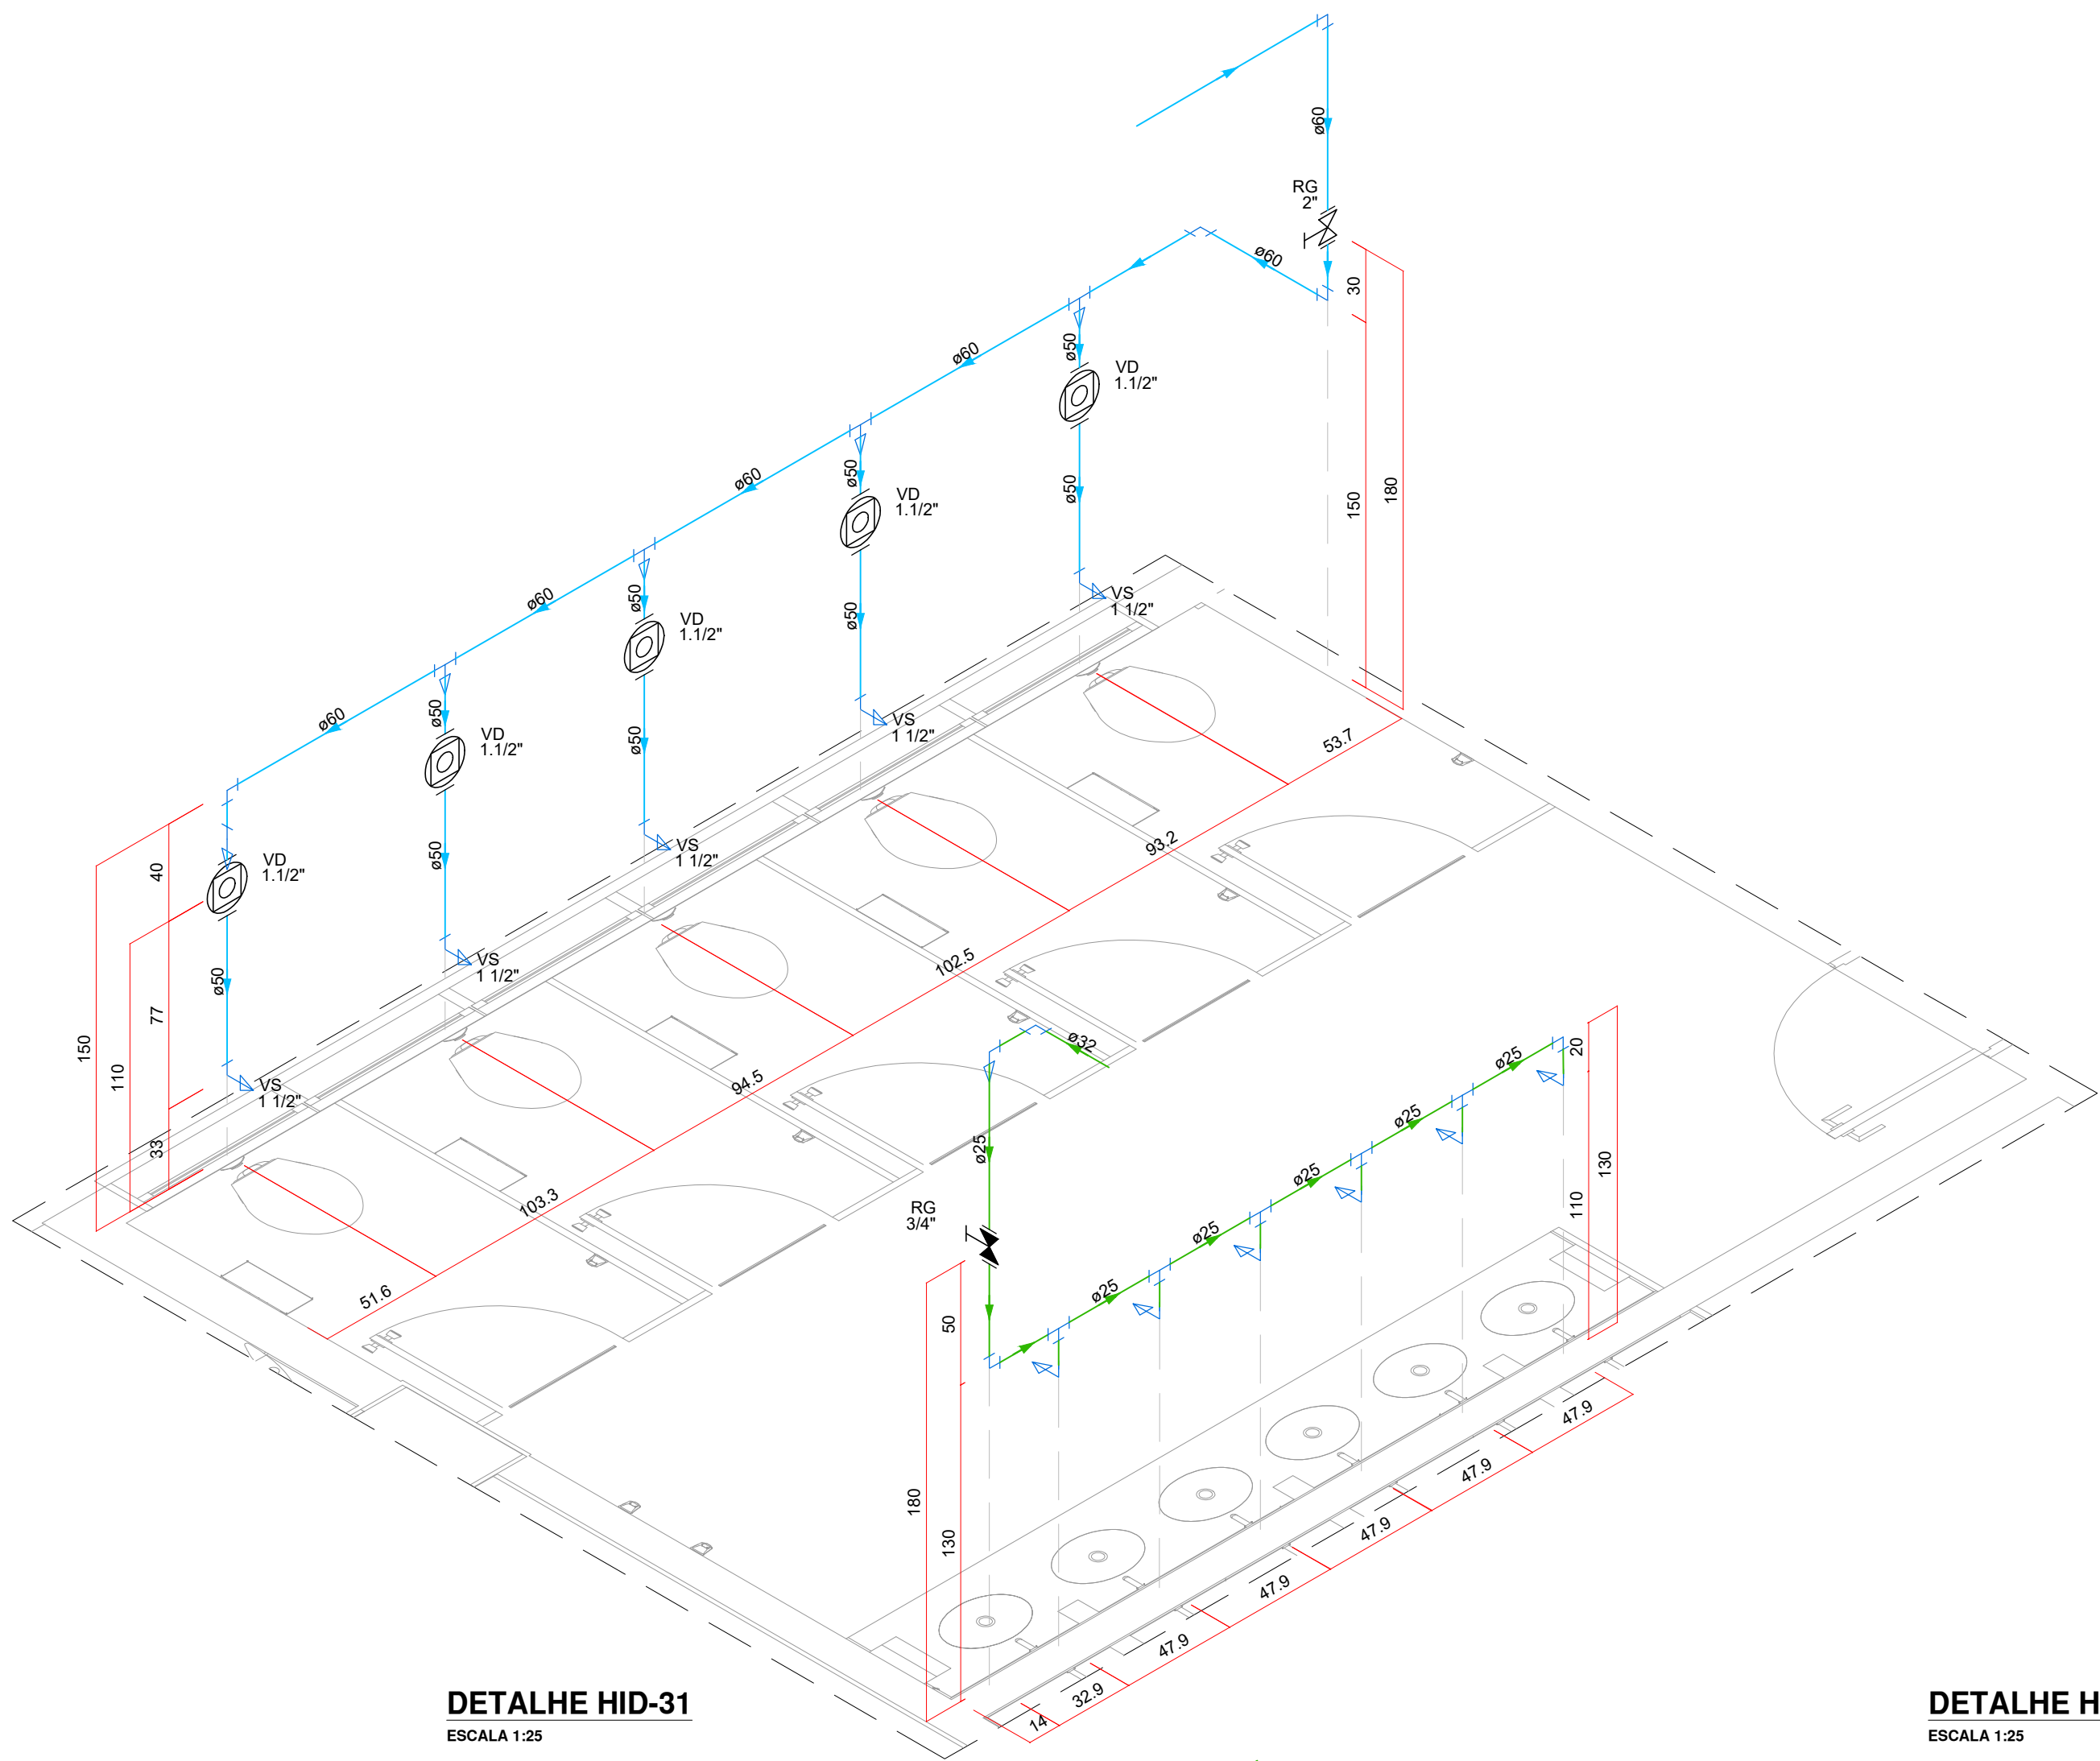 ø60
RG
2"
ø60
30
150
180
ø60
ø50
VD
1.1/2"
ø50
VS
1 1/2"
ø60
ø50
VD
1.1/2"
ø50
VS
1 1/2"
ø60
ø50
VD
1.1/2"
ø50
VS
1 1/2"
ø60
ø50
VD
1.1/2"
ø50
VS
1 1/2"
VD
1.1/2"
ø50
VS
1 1/2"
40
77
33
150
110
53.7
93.2
102.5
94.5
103.3
51.6
ø32
ø25
RG
3/4"
50
180
130
ø25
ø25
ø25
ø25
ø25
20
110
130
47.9
47.9
47.9
47.9
47.9
32.9
14
DETALHE HID-31
ESCALA 1:25
DETALHE H
ESCALA 1:25